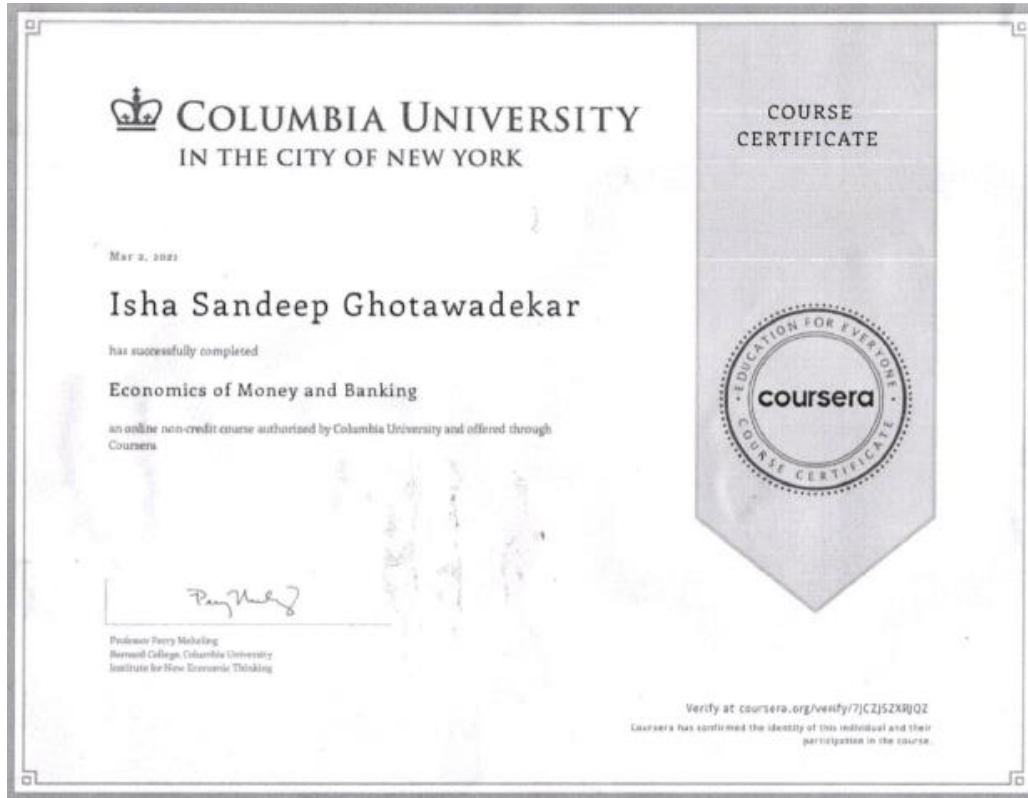 COLUMBIA UNIVERSITY
IN THE CITY OF NEW YORK
COURSE
CERTIFICATE
Mar 2, 2021
Isha Sandeep Ghotawadekar
has successfully completed
Economics of Money and Banking
an online non-credit course authorized by Columbia University and offered through
Coursera
EDUCATION FOR EVERYONE
coursera
COURSE CERTIFICATE
Professor Perry Mehrling
Barnard College, Columbia University
Institute for New Economic Thinking
Verify at coursera.org/verify/
Coursera has confirmed the identity of this individual and their
participation in the course.